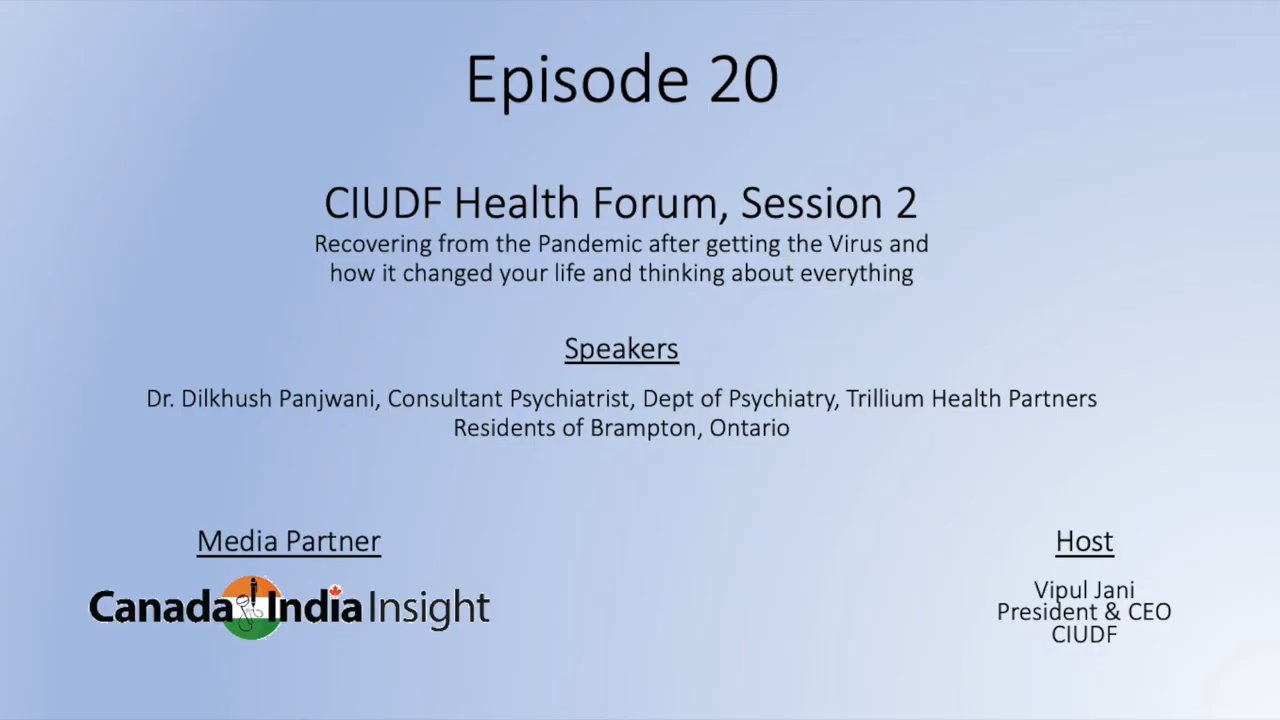 Episode 20
CIUDF Health Forum, Session 2
Recovering from the Pandemic after getting the Virus and
how it changed your life and thinking about everything
Speakers
Dr. Dilkhush Panjwani, Consultant Psychiatrist, Dept of Psychiatry, Trillium Health Partners
Residents of Brampton, Ontario
Media Partner
Canada India Insight
Host
Vipul Jani
President & CEO
CIUDF